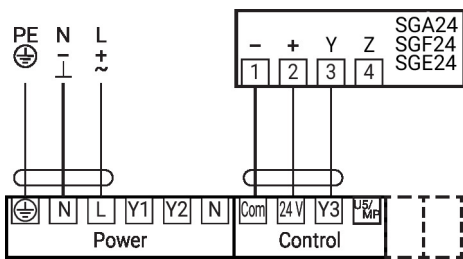 PE N L
– +
⊥ ~
– + Y Z
1 2 3 4
SGA24
SGF24
SGE24
N L Y1 Y2 N Com 24 V Y3 U5/MP
Power Control